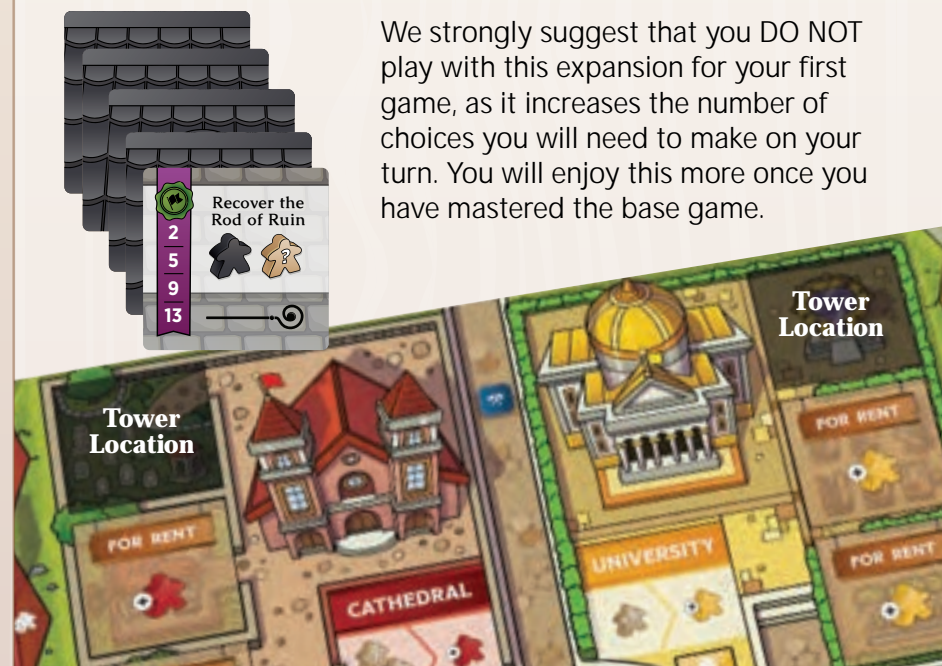 We strongly suggest that you DO NOT
play with this expansion for your first
game, as it increases the number of
choices you will need to make on your
turn. You will enjoy this more once you
have mastered the base game.
Recover the
Rod of Ruin
2
5
9
13
?
Tower
Location
Tower
Location
FOR RENT
FOR RENT
UNIVERSITY
FOR RENT
CATHEDRAL